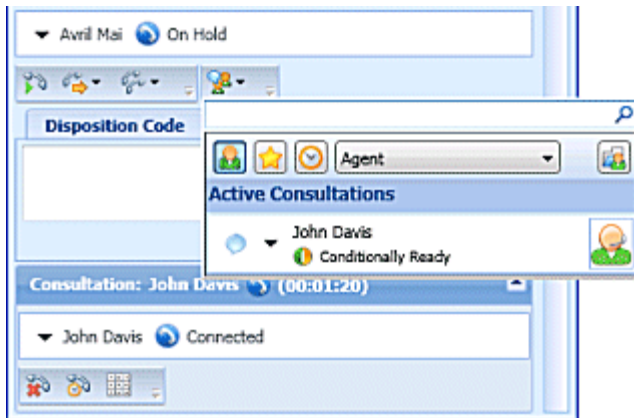 Avril Mai On Hold
Disposition Code
Agent
Active Consultations
John Davis
Conditionally Ready
Consultation: John Davis (00:01:20)
John Davis Connected